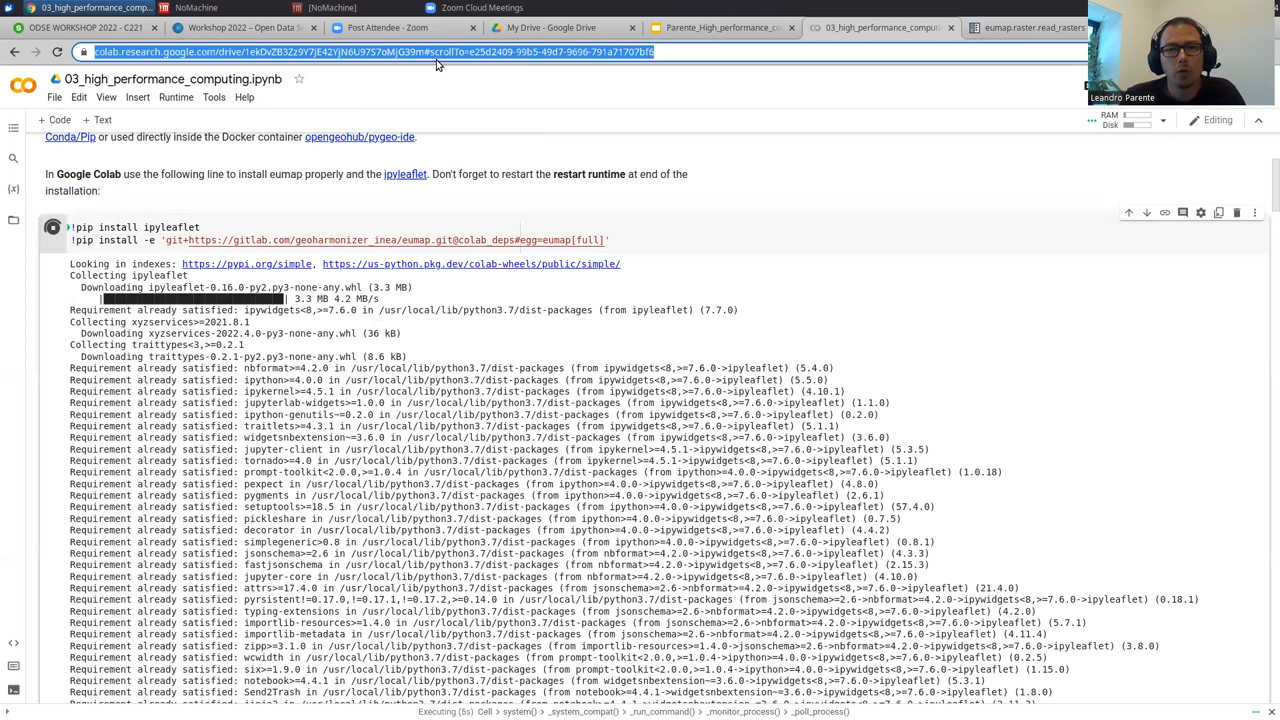 03_high_performance_comp
NoMachine
[NoMachine]
Zoom Cloud Meetings
ODSE WORKSHOP 2022 - C221
Workshop 2022 – Open Data S
Post Attendee - Zoom
My Drive - Google Drive
Parente_High_performance_co
03_high_performance_comput
eumap.raster.read_rasters
colab.research.google.com/drive/1ekDvZB3Zz9Y7jE42YjN6U97S7oMjG39m#scrollTo=e25d2409-99b5-49d7-9696-791a71707bf6
03_high_performance_computing.ipynb
Leandro Parente
File Edit View Insert Runtime Tools Help
+ Code + Text
RAM
Disk
Editing
Conda/Pip or used directly inside the Docker container opengeohub/pygeo-ide.
In Google Colab use the following line to install eumap properly and the ipyleaflet. Don't forget to restart the restart runtime at end of the
installation:
!pip install ipyleaflet
!pip install -e 'git+https://gitlab.com/geoharmonizer_inea/eumap.git@colab_deps#egg=eumap[full]'
Looking in indexes: https://pypi.org/simple, https://us-python.pkg.dev/colab-wheels/public/simple/
Collecting ipyleaflet
Downloading ipyleaflet-0.16.0-py2.py3-none-any.whl (3.3 MB)
3.3 MB 4.2 MB/s
Requirement already satisfied: ipywidgets<8,>=7.6.0 in /usr/local/lib/python3.7/dist-packages (from ipyleaflet) (7.7.0)
Collecting xyzservices>=2021.8.1
Downloading xyzservices-2022.4.0-py3-none-any.whl (36 kB)
Collecting traittypes<3,>=0.2.1
Downloading traittypes-0.2.1-py2.py3-none-any.whl (8.6 kB)
Requirement already satisfied: nbformat>=4.2.0 in /usr/local/lib/python3.7/dist-packages (from ipywidgets<8,>=7.6.0->ipyleaflet) (5.4.0)
Requirement already satisfied: ipython>=4.0.0 in /usr/local/lib/python3.7/dist-packages (from ipywidgets<8,>=7.6.0->ipyleaflet) (5.5.0)
Requirement already satisfied: ipykernel>=4.5.1 in /usr/local/lib/python3.7/dist-packages (from ipywidgets<8,>=7.6.0->ipyleaflet) (4.10.1)
Requirement already satisfied: jupyterlab-widgets>=1.0.0 in /usr/local/lib/python3.7/dist-packages (from ipywidgets<8,>=7.6.0->ipyleaflet) (1.1.0)
Requirement already satisfied: ipython-genutils~=0.2.0 in /usr/local/lib/python3.7/dist-packages (from ipywidgets<8,>=7.6.0->ipyleaflet) (0.2.0)
Requirement already satisfied: traitlets>=4.3.1 in /usr/local/lib/python3.7/dist-packages (from ipywidgets<8,>=7.6.0->ipyleaflet) (5.1.1)
Requirement already satisfied: widgetsnbextension~=3.6.0 in /usr/local/lib/python3.7/dist-packages (from ipywidgets<8,>=7.6.0->ipyleaflet) (3.6.0)
Requirement already satisfied: jupyter-client in /usr/local/lib/python3.7/dist-packages (from ipykernel>=4.5.1->ipywidgets<8,>=7.6.0->ipyleaflet) (5.3.5)
Requirement already satisfied: tornado>=4.0 in /usr/local/lib/python3.7/dist-packages (from ipykernel>=4.5.1->ipywidgets<8,>=7.6.0->ipyleaflet) (5.1.1)
Requirement already satisfied: prompt-toolkit<2.0.0,>=1.0.4 in /usr/local/lib/python3.7/dist-packages (from ipython>=4.0.0->ipywidgets<8,>=7.6.0->ipyleaflet) (1.0.18)
Requirement already satisfied: pexpect in /usr/local/lib/python3.7/dist-packages (from ipython>=4.0.0->ipywidgets<8,>=7.6.0->ipyleaflet) (4.8.0)
Requirement already satisfied: pygments in /usr/local/lib/python3.7/dist-packages (from ipython>=4.0.0->ipywidgets<8,>=7.6.0->ipyleaflet) (2.6.1)
Requirement already satisfied: setuptools>=18.5 in /usr/local/lib/python3.7/dist-packages (from ipython>=4.0.0->ipywidgets<8,>=7.6.0->ipyleaflet) (57.4.0)
Requirement already satisfied: pickleshare in /usr/local/lib/python3.7/dist-packages (from ipython>=4.0.0->ipywidgets<8,>=7.6.0->ipyleaflet) (0.7.5)
Requirement already satisfied: decorator in /usr/local/lib/python3.7/dist-packages (from ipython>=4.0.0->ipywidgets<8,>=7.6.0->ipyleaflet) (4.4.2)
Requirement already satisfied: simplegeneric>0.8 in /usr/local/lib/python3.7/dist-packages (from ipython>=4.0.0->ipywidgets<8,>=7.6.0->ipyleaflet) (0.8.1)
Requirement already satisfied: jsonschema>=2.6 in /usr/local/lib/python3.7/dist-packages (from nbformat>=4.2.0->ipywidgets<8,>=7.6.0->ipyleaflet) (4.3.3)
Requirement already satisfied: fastjsonschema in /usr/local/lib/python3.7/dist-packages (from nbformat>=4.2.0->ipywidgets<8,>=7.6.0->ipyleaflet) (2.15.3)
Requirement already satisfied: jupyter-core in /usr/local/lib/python3.7/dist-packages (from nbformat>=4.2.0->ipywidgets<8,>=7.6.0->ipyleaflet) (4.10.0)
Requirement already satisfied: attrs>=17.4.0 in /usr/local/lib/python3.7/dist-packages (from jsonschema>=2.6->nbformat>=4.2.0->ipywidgets<8,>=7.6.0->ipyleaflet) (21.4.0)
Requirement already satisfied: pyrsistent!=0.17.0,!=0.17.1,!=0.17.2,>=0.14.0 in /usr/local/lib/python3.7/dist-packages (from jsonschema>=2.6->nbformat>=4.2.0->ipywidgets<8,>=7.6.0->ipyleaflet) (0.18.1)
Requirement already satisfied: typing-extensions in /usr/local/lib/python3.7/dist-packages (from jsonschema>=2.6->nbformat>=4.2.0->ipywidgets<8,>=7.6.0->ipyleaflet) (4.2.0)
Requirement already satisfied: importlib-resources>=1.4.0 in /usr/local/lib/python3.7/dist-packages (from jsonschema>=2.6->nbformat>=4.2.0->ipywidgets<8,>=7.6.0->ipyleaflet) (5.7.1)
Requirement already satisfied: importlib-metadata in /usr/local/lib/python3.7/dist-packages (from jsonschema>=2.6->nbformat>=4.2.0->ipywidgets<8,>=7.6.0->ipyleaflet) (4.11.4)
Requirement already satisfied: zipp>=3.1.0 in /usr/local/lib/python3.7/dist-packages (from importlib-resources>=1.4.0->jsonschema>=2.6->nbformat>=4.2.0->ipywidgets<8,>=7.6.0->ipyleaflet) (3.8.0)
Requirement already satisfied: wcwidth in /usr/local/lib/python3.7/dist-packages (from prompt-toolkit<2.0.0,>=1.0.4->ipython>=4.0.0->ipywidgets<8,>=7.6.0->ipyleaflet) (0.2.5)
Requirement already satisfied: six>=1.9.0 in /usr/local/lib/python3.7/dist-packages (from prompt-toolkit<2.0.0,>=1.0.4->ipython>=4.0.0->ipywidgets<8,>=7.6.0->ipyleaflet) (1.15.0)
Requirement already satisfied: notebook>=4.4.1 in /usr/local/lib/python3.7/dist-packages (from widgetsnbextension~=3.6.0->ipywidgets<8,>=7.6.0->ipyleaflet) (5.3.1)
Requirement already satisfied: Send2Trash in /usr/local/lib/python3.7/dist-packages (from notebook>=4.4.1->widgetsnbextension~=3.6.0->ipywidgets<8,>=7.6.0->ipyleaflet) (1.8.0)
Executing (5s) Cell > system() > _system_compat() > _run_command() > _monitor_process() > _poll_process()